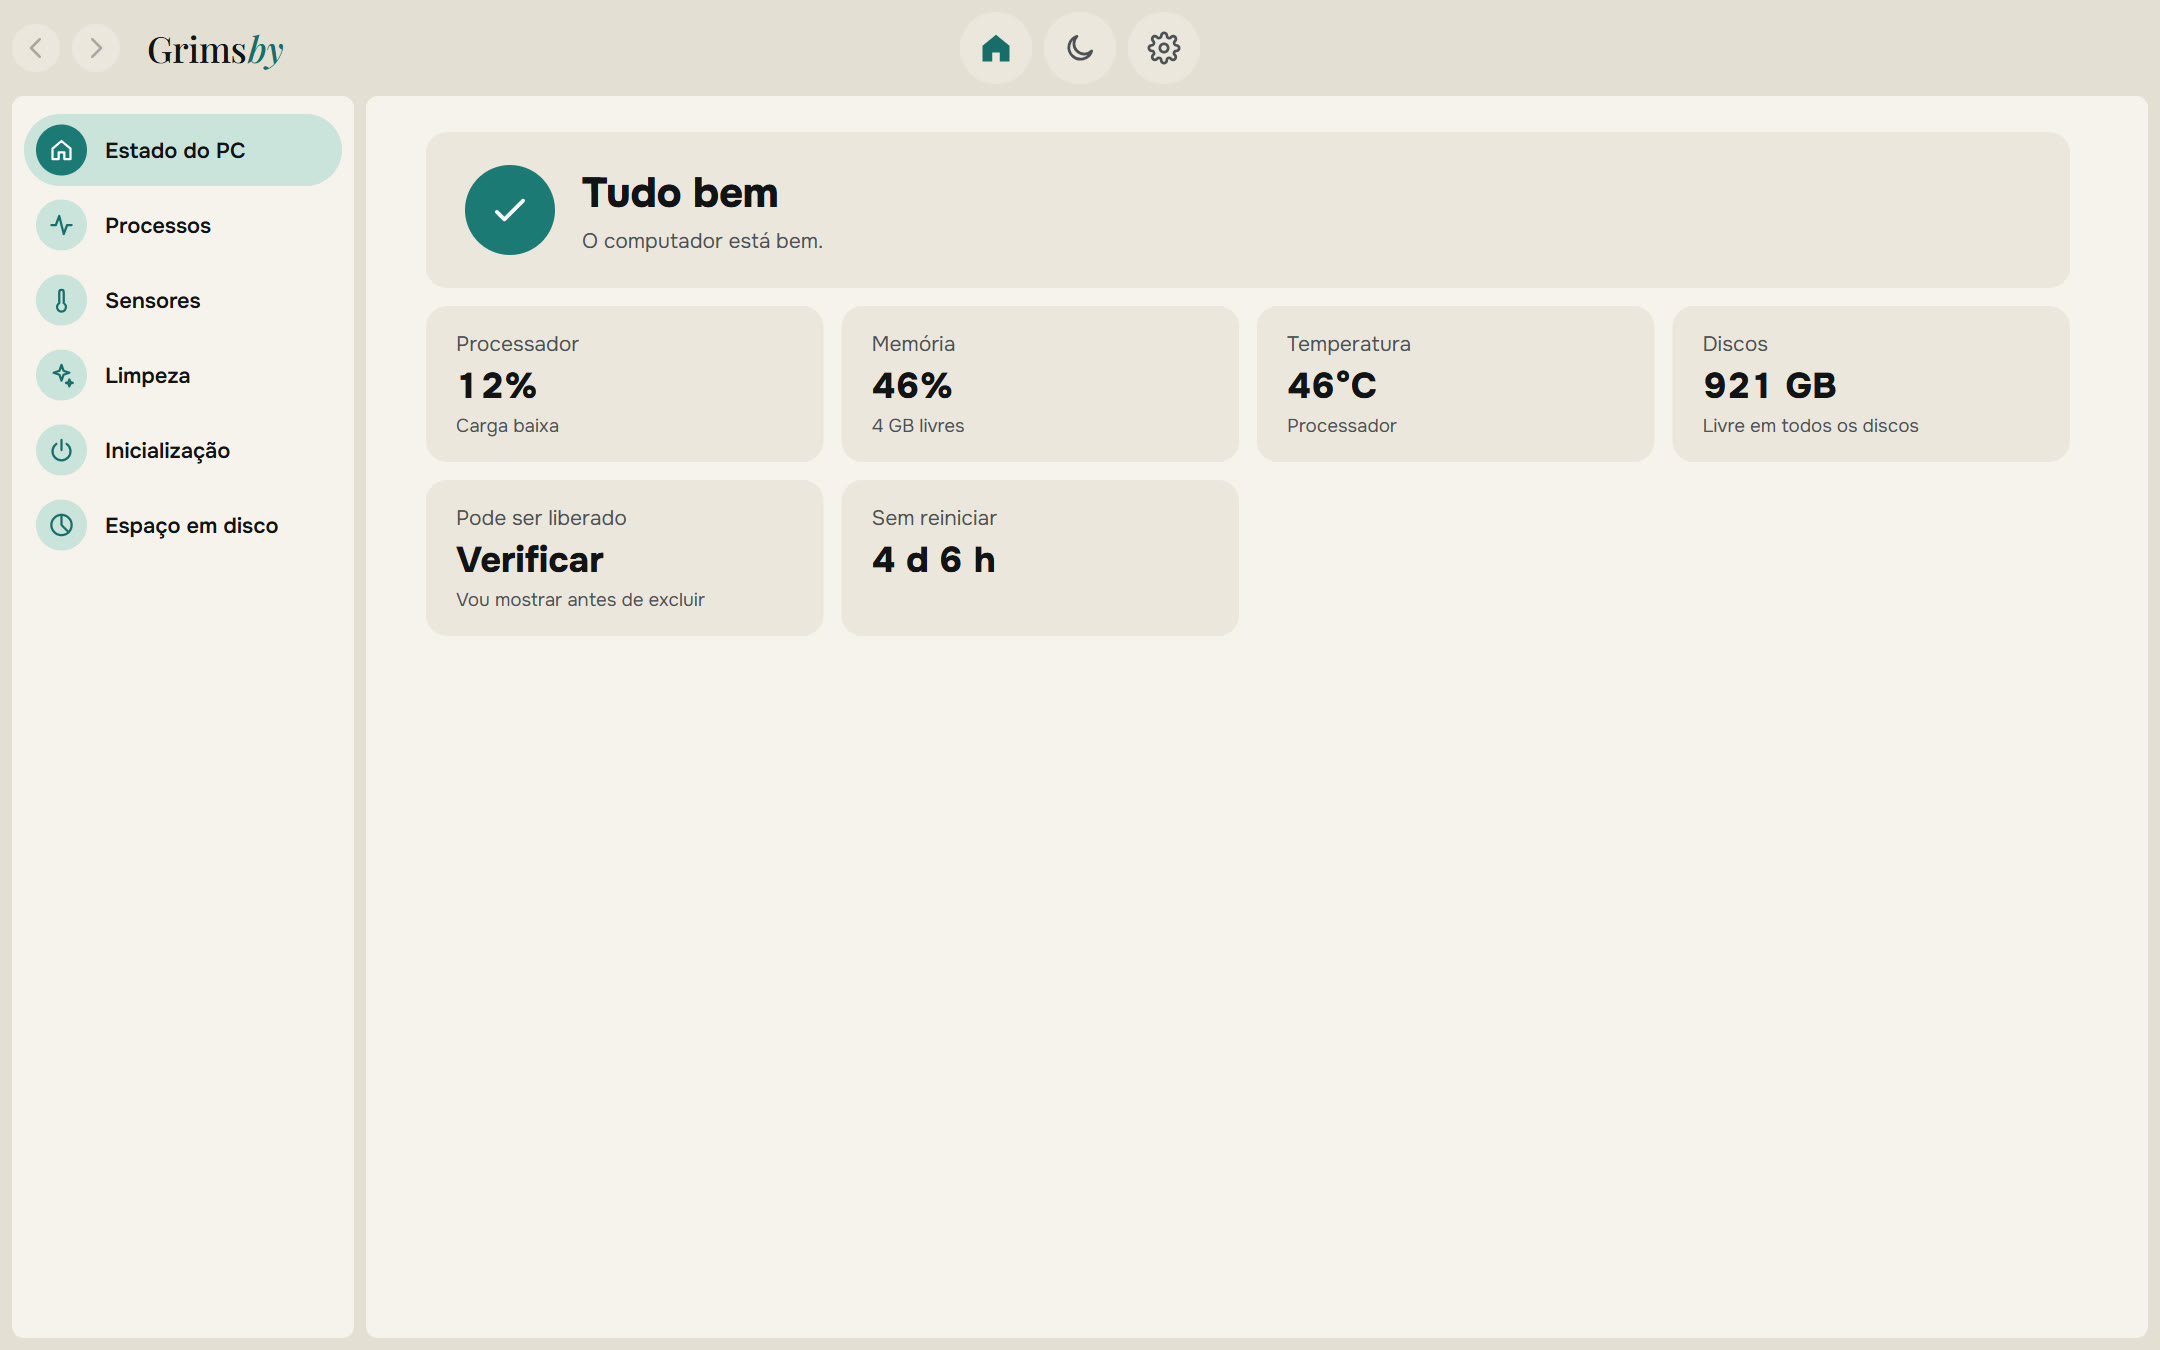 Grimsby
Estado do PC
Processos
Sensores
Limpeza
Inicialização
Espaço em disco
Tudo bem
O computador está bem.
Processador
12%
Carga baixa
Memória
46%
4 GB livres
Temperatura
46°C
Processador
Discos
921 GB
Livre em todos os discos
Pode ser liberado
Verificar
Vou mostrar antes de excluir
Sem reiniciar
4 d 6 h